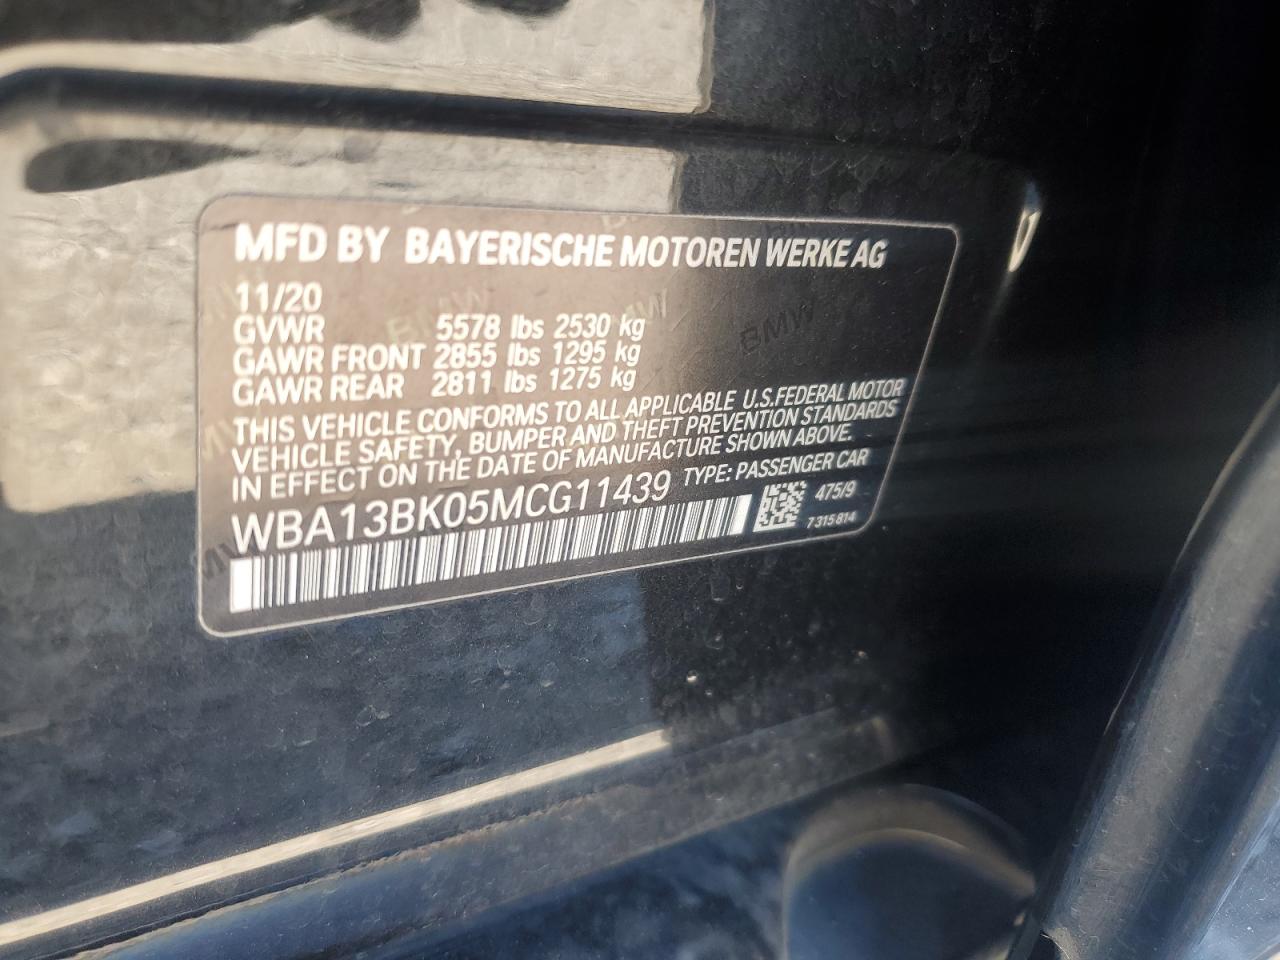 MFD BY BAYERISCHE MOTOREN WERKE AG
11/20
GVWR 5578 lbs 2530 kg
GAWR FRONT 2855 lbs 1295 kg
GAWR REAR 2811 lbs 1275 kg
THIS VEHICLE CONFORMS TO ALL APPLICABLE U.S.FEDERAL MOTOR
VEHICLE SAFETY, BUMPER AND THEFT PREVENTION STANDARDS
IN EFFECT ON THE DATE OF MANUFACTURE SHOWN ABOVE.
WBA13BK05MCG11439 TYPE: PASSENGER CAR
475/9
7 315 814
BMW
BMW